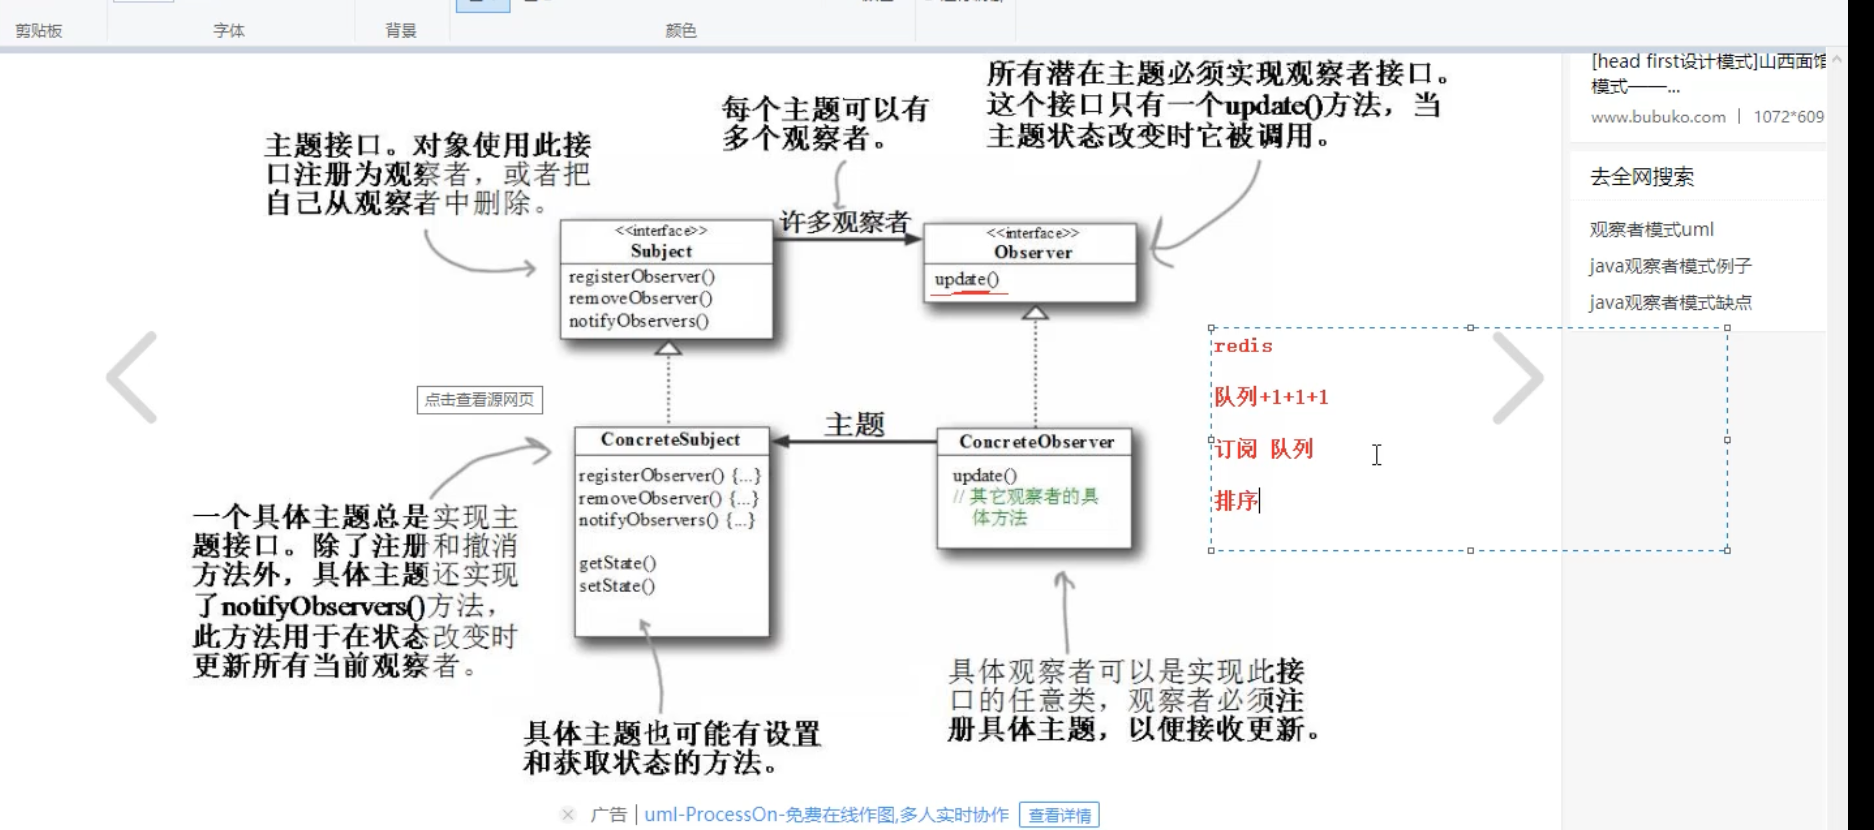 剪贴板
字体
背景
颜色
[head first设计模式]山西面馆
模式——...
www.bubuko.com | 1072*609
去全网搜索
观察者模式uml
java观察者模式例子
java观察者模式缺点
主题接口。对象使用此接
口注册为观察者，或者把
自己从观察者中删除。
每个主题可以有
多个观察者。
所有潜在主题必须实现观察者接口。
这个接口只有一个update()方法，当
主题状态改变时它被调用。
<<interface>>
Subject
registerObserver()
removeObserver()
notifyObservers()
许多观察者
<<interface>>
Observer
update()
redis
队列+1+1+1
订阅 队列
排序
点击查看源网页
ConcreteSubject
registerObserver() {...}
removeObserver() {...}
notifyObservers() {...}
getState()
setState()
主题
ConcreteObserver
update()
// 其它观察者的具
体方法
一个具体主题总是实现主
题接口。除了注册和撤消
方法外，具体主题还实现
了notifyObservers()方法，
此方法用于在状态改变时
更新所有当前观察者。
具体主题也可能有设置
和获取状态的方法。
具体观察者可以是实现此接
口的任意类，观察者必须注
册具体主题，以便接收更新。
广告 | uml-ProcessOn-免费在线作图,多人实时协作 查看详情